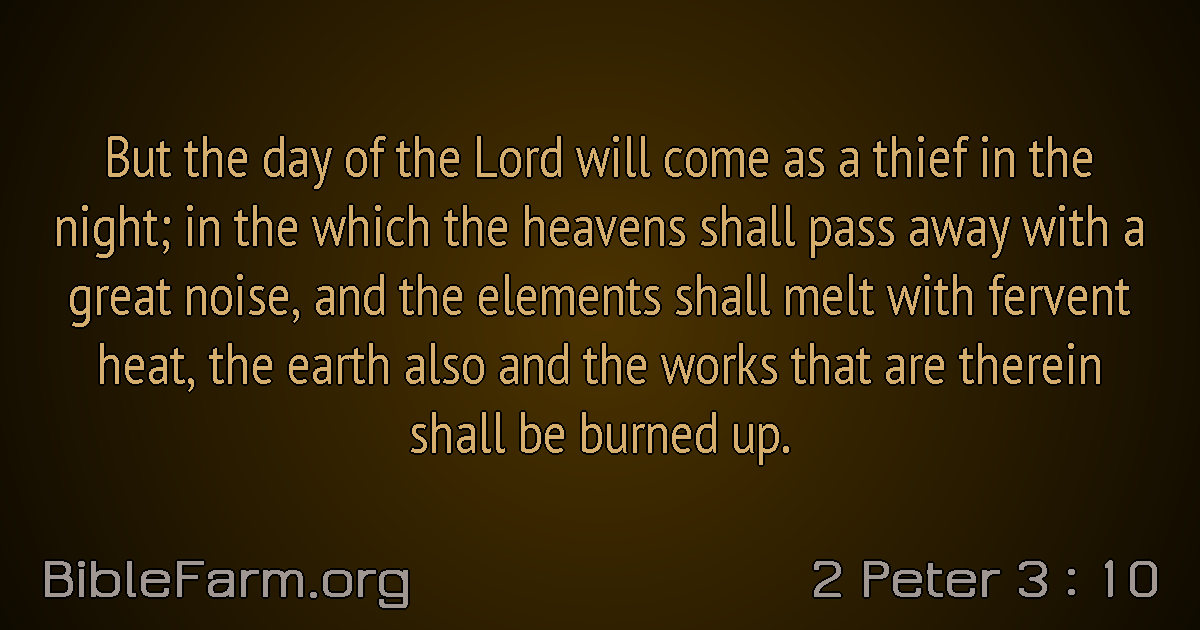 But the day of the Lord will come as a thief in the
night; in the which the heavens shall pass away with a
great noise, and the elements shall melt with fervent
heat, the earth also and the works that are therein
shall be burned up.
BibleFarm.org
2 Peter 3 : 10